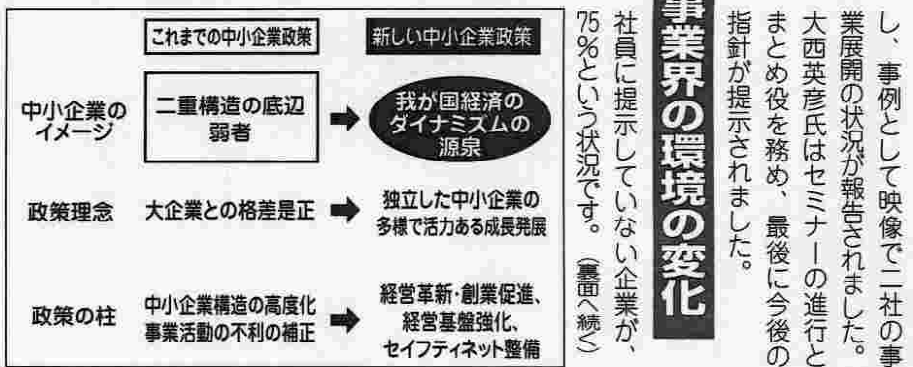 し、事例として映像で二社の事
業展開の状況が報告されました。
大西英彦氏はセミナーの進行と
まとめ役を務め、最後に今後の
指針が提示されました。
事業界の環境の変化
社員に提示していない企業が、
75%という状況です。(裏面へ続く)
これまでの中小企業政策
新しい中小企業政策
中小企業の
イメージ
二重構造の底辺
弱者
我が国経済の
ダイナミズムの
源泉
政策理念
大企業との格差是正
独立した中小企業の
多様で活力ある成長発展
政策の柱
中小企業構造の高度化
事業活動の不利の補正
経営革新・創業促進、
経営基盤強化、
セイフティネット整備